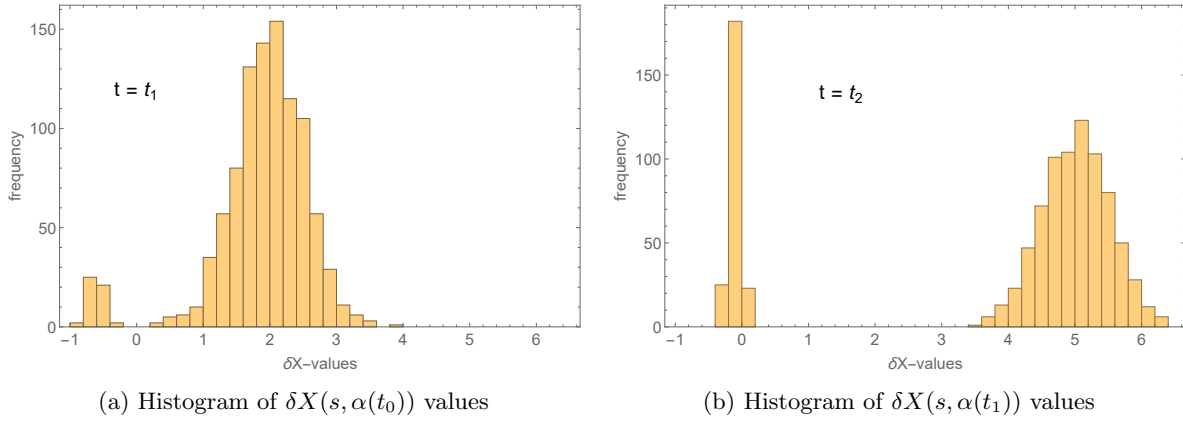 150
100
50
0
frequency
t = t₁
−1 0 1 2 3 4 5 6
δX−values
(a) Histogram of δX(s, α(t₀)) values
150
100
50
0
frequency
t = t₂
−1 0 1 2 3 4 5 6
δX−values
(b) Histogram of δX(s, α(t₁)) values